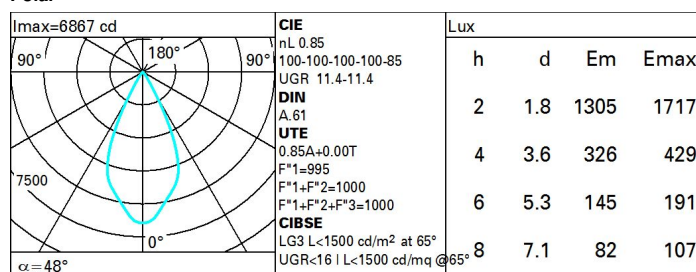 Imax=6867 cd
90°
180°
90°
7500
0°
α=48°
CIE
nL 0.85
100-100-100-100-85
UGR 11.4-11.4
DIN
A.61
UTE
0.85A+0.00T
F"1=995
F"1+F"2=1000
F"1+F"2+F"3=1000
CIBSE
LG3 L<1500 cd/m² at 65°
UGR<16 | L<1500 cd/mq @65°
Lux
h d Em Emax
2 1.8 1305 1717
4 3.6 326 429
6 5.3 145 191
8 7.1 82 107